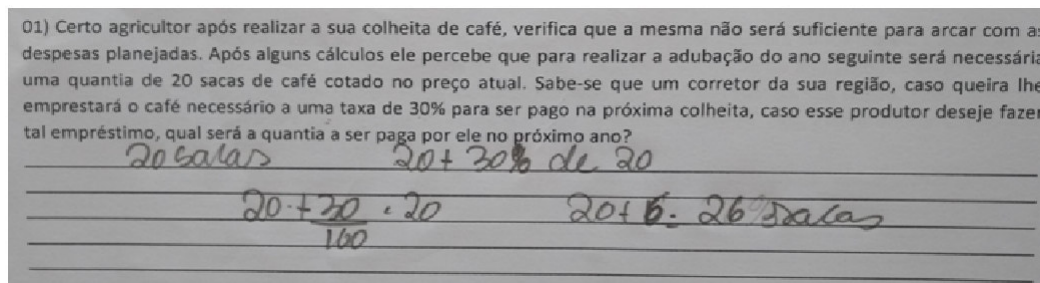 01) Certo agricultor após realizar a sua colheita de café, verifica que a mesma não será suficiente para arcar com as
despesas planejadas. Após alguns cálculos ele percebe que para realizar a adubação do ano seguinte será necessária
uma quantia de 20 sacas de café cotado no preço atual. Sabe-se que um corretor da sua região, caso queira lhe
emprestará o café necessário a uma taxa de 30% para ser pago na próxima colheita, caso esse produtor deseje fazer
tal empréstimo, qual será a quantia a ser paga por ele no próximo ano?
20 sacas 20 + 30% de 20
20 + 30/100 . 20 20 + 6 = 26 sacas